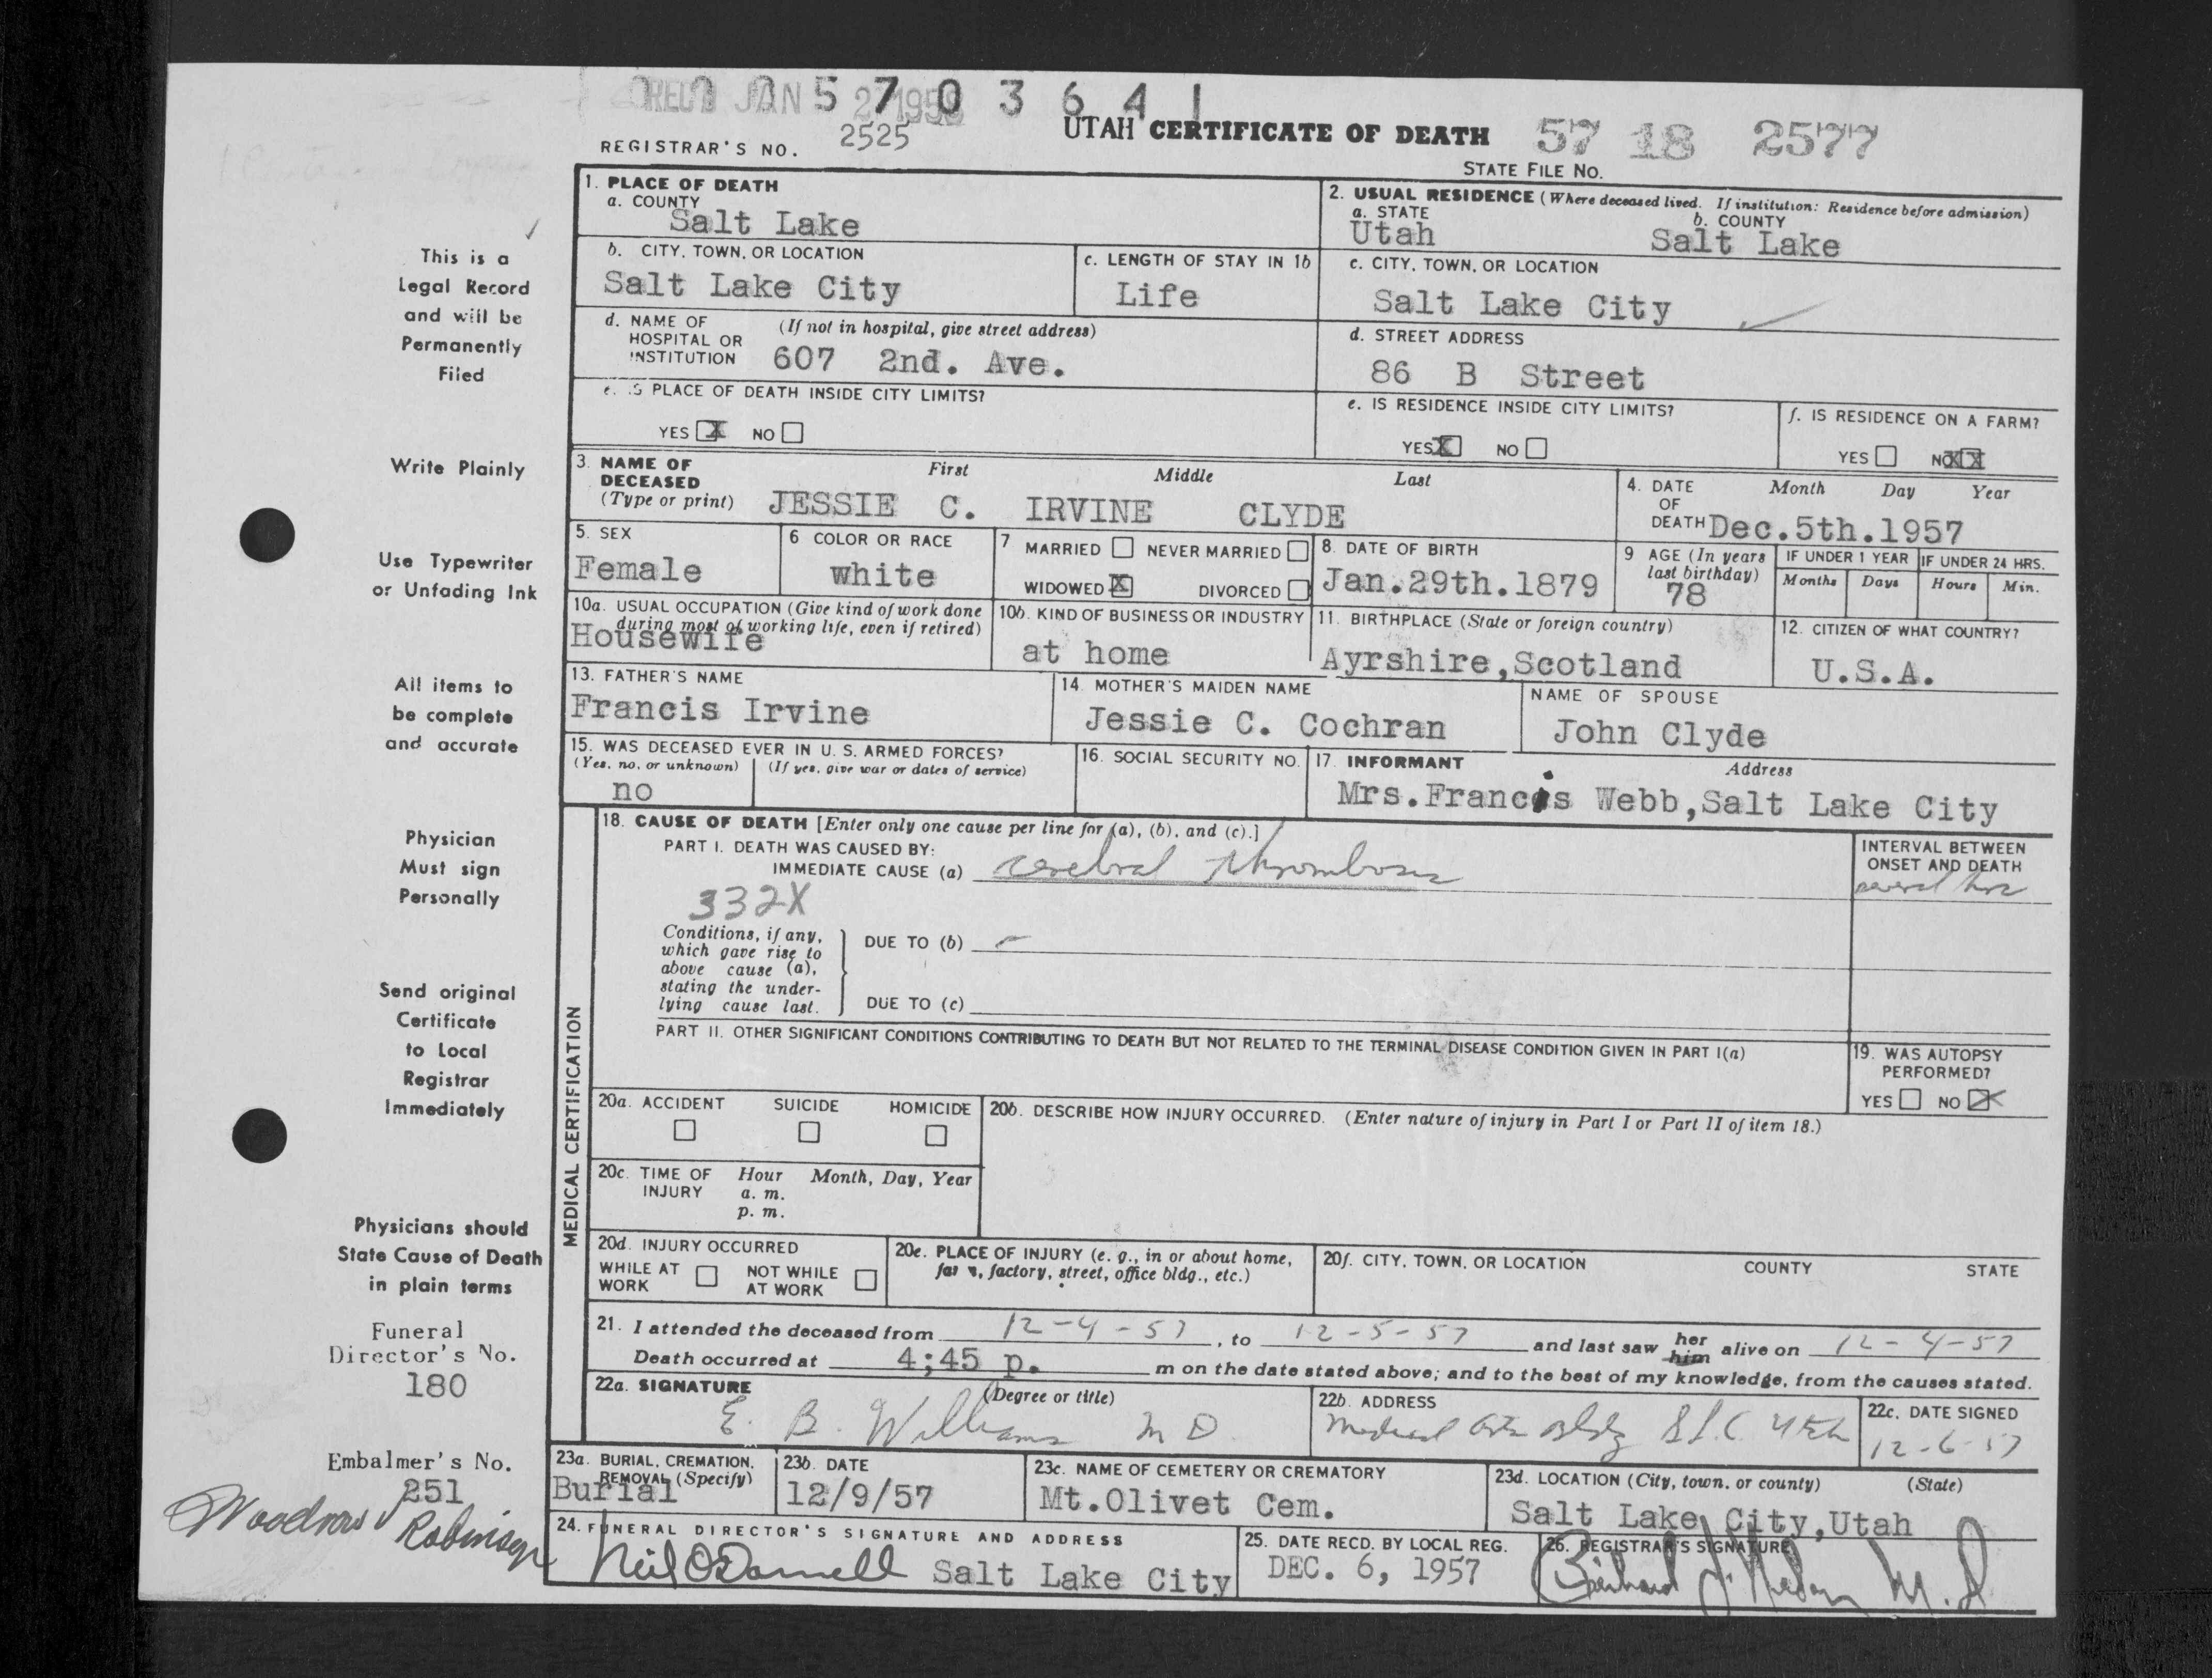 REC'D JAN 2 1958
5 7 0 3 6 4 1
REGISTRAR'S NO. 2525
UTAH CERTIFICATE OF DEATH 57 18 2577
STATE FILE NO.
This is a
Legal Record
and will be
Permanently
Filed
Write Plainly
Use Typewriter
or Unfading Ink
All items to
be complete
and accurate
Physician
Must sign
Personally
Send original
Certificate
to Local
Registrar
Immediately
Physicians should
State Cause of Death
in plain terms
Funeral
Director's No.
180
Embalmer's No.
251
Woodrow Robinson
1. PLACE OF DEATH
a. COUNTY
Salt Lake
2. USUAL RESIDENCE (Where deceased lived. If institution: Residence before admission)
a. STATE b. COUNTY
Utah Salt Lake
b. CITY, TOWN, OR LOCATION
Salt Lake City
c. LENGTH OF STAY IN 1b
Life
c. CITY, TOWN, OR LOCATION
Salt Lake City
d. NAME OF (If not in hospital, give street address)
HOSPITAL OR
INSTITUTION 607 2nd. Ave.
d. STREET ADDRESS
86 B Street
e. IS PLACE OF DEATH INSIDE CITY LIMITS?
YES X NO
e. IS RESIDENCE INSIDE CITY LIMITS?
YES X NO
f. IS RESIDENCE ON A FARM?
YES NO X
3. NAME OF First Middle Last
DECEASED
(Type or print) JESSIE C. IRVINE CLYDE
4. DATE Month Day Year
OF
DEATH Dec.5th.1957
5. SEX
Female
6 COLOR OR RACE
white
7 MARRIED NEVER MARRIED
WIDOWED X DIVORCED
8. DATE OF BIRTH
Jan.29th.1879
9 AGE (In years
last birthday)
78
IF UNDER 1 YEAR IF UNDER 24 HRS.
Months Days Hours Min.
10a. USUAL OCCUPATION (Give kind of work done
during most of working life, even if retired)
Housewife
10b. KIND OF BUSINESS OR INDUSTRY
at home
11. BIRTHPLACE (State or foreign country)
Ayrshire,Scotland
12. CITIZEN OF WHAT COUNTRY?
U.S.A.
13. FATHER'S NAME
Francis Irvine
14. MOTHER'S MAIDEN NAME
Jessie C. Cochran
NAME OF SPOUSE
John Clyde
15. WAS DECEASED EVER IN U. S. ARMED FORCES?
(Yes, no, or unknown) (If yes, give war or dates of service)
no
16. SOCIAL SECURITY NO.
17. INFORMANT Address
Mrs.Francis Webb,Salt Lake City
MEDICAL CERTIFICATION
18. CAUSE OF DEATH [Enter only one cause per line for (a), (b), and (c).]
PART I. DEATH WAS CAUSED BY:
IMMEDIATE CAUSE (a) cerebral thrombosis
INTERVAL BETWEEN
ONSET AND DEATH
several hrs
332X
Conditions, if any,
which gave rise to
above cause (a),
stating the under-
lying cause last.
DUE TO (b) –
DUE TO (c)
PART II. OTHER SIGNIFICANT CONDITIONS CONTRIBUTING TO DEATH BUT NOT RELATED TO THE TERMINAL DISEASE CONDITION GIVEN IN PART I(a)
19. WAS AUTOPSY
PERFORMED?
YES NO X
20a. ACCIDENT SUICIDE HOMICIDE
20b. DESCRIBE HOW INJURY OCCURRED. (Enter nature of injury in Part I or Part II of item 18.)
20c. TIME OF Hour Month, Day, Year
INJURY a. m.
p. m.
20d. INJURY OCCURRED
WHILE AT NOT WHILE
WORK AT WORK
20e. PLACE OF INJURY (e. g., in or about home,
farm, factory, street, office bldg., etc.)
20f. CITY, TOWN, OR LOCATION COUNTY STATE
21. I attended the deceased from 12-4-57, to 12-5-57 and last saw her him alive on 12-4-57
Death occurred at 4;45 p. m on the date stated above; and to the best of my knowledge, from the causes stated.
22a. SIGNATURE (Degree or title)
E. B. Williams M D
22b. ADDRESS
Medical Arts Bldg S.L.C. Utah
22c. DATE SIGNED
12-6-57
23a. BURIAL, CREMATION,
REMOVAL (Specify)
Burial
23b. DATE
12/9/57
23c. NAME OF CEMETERY OR CREMATORY
Mt.Olivet Cem.
23d. LOCATION (City, town, or county) (State)
Salt Lake City,Utah
24. FUNERAL DIRECTOR'S SIGNATURE AND ADDRESS
Neil O'Donnell Salt Lake City
25. DATE RECD. BY LOCAL REG.
DEC. 6, 1957
26. REGISTRAR'S SIGNATURE
M.D